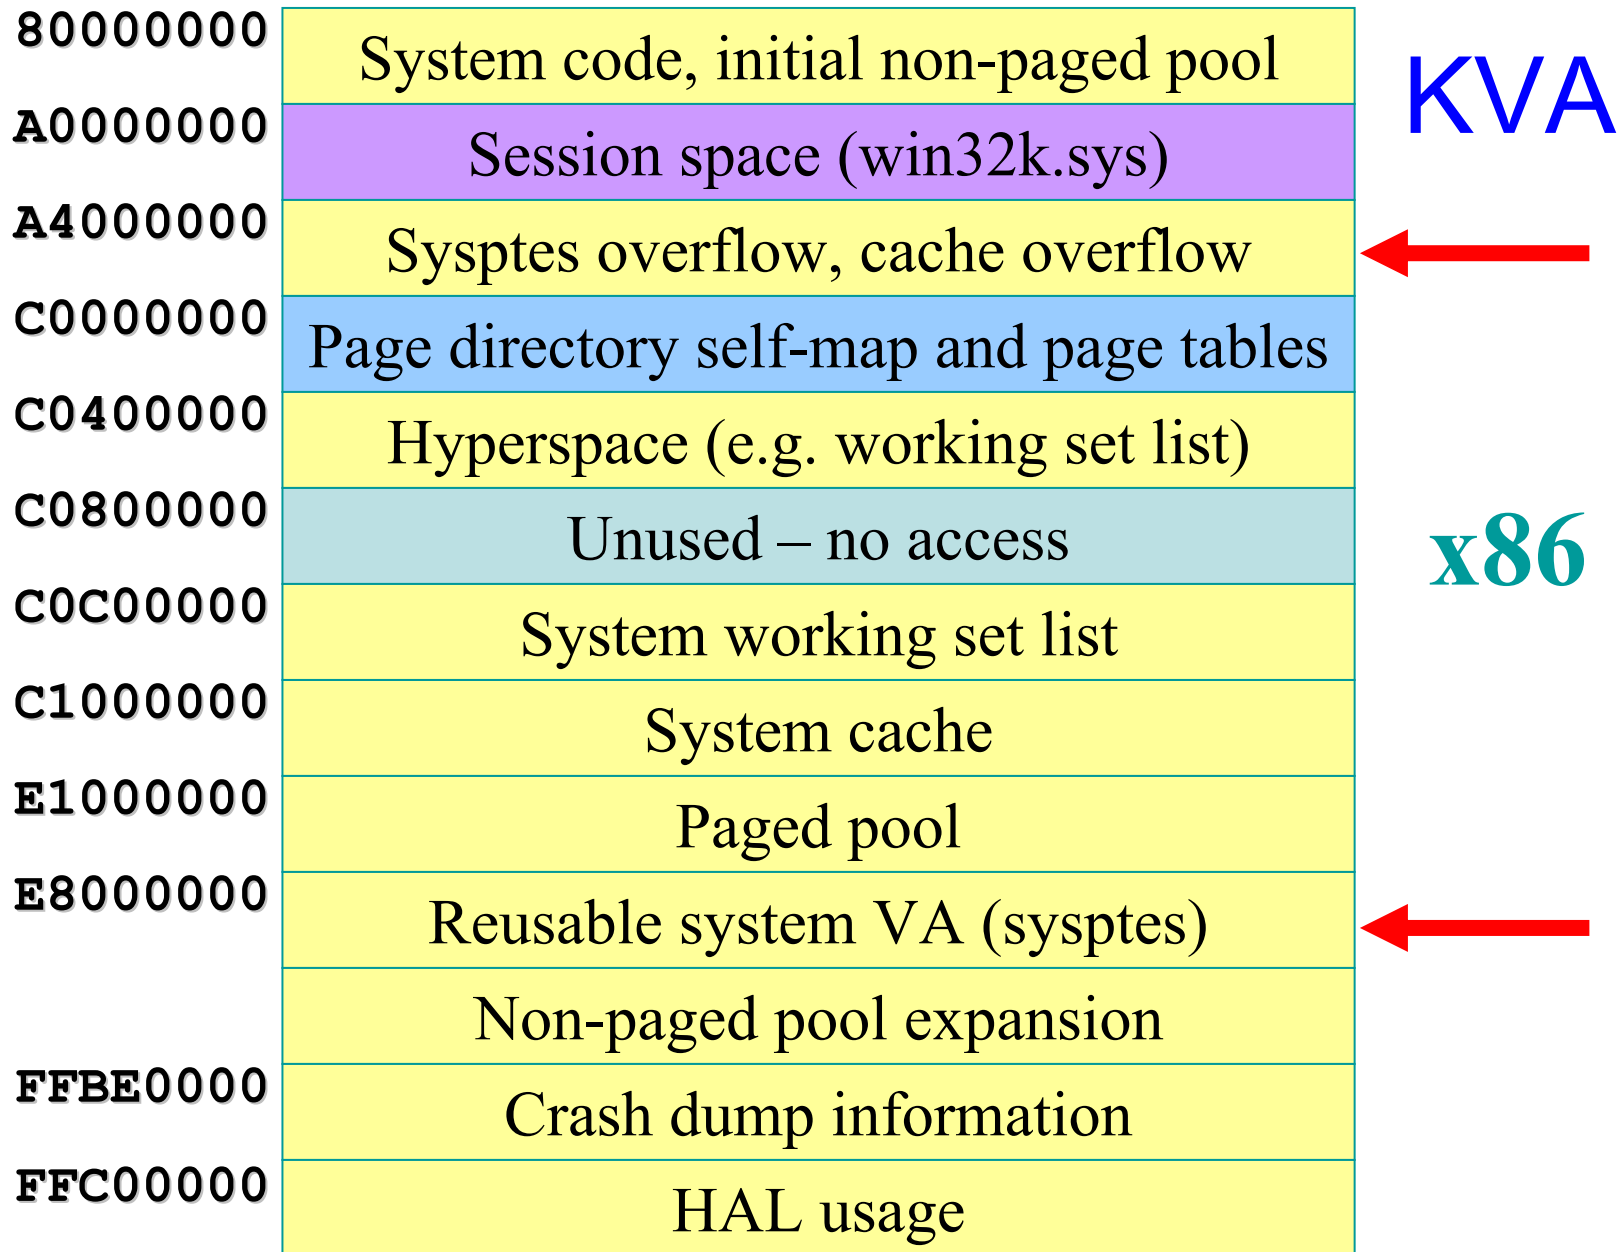 80000000
System code, initial non-paged pool
KVA
A0000000
Session space (win32k.sys)
A4000000
Sysptes overflow, cache overflow
C0000000
Page directory self-map and page tables
C0400000
Hyperspace (e.g. working set list)
C0800000
Unused – no access
x86
C0C00000
System working set list
C1000000
System cache
E1000000
Paged pool
E8000000
Reusable system VA (sysptes)
Non-paged pool expansion
FFBE0000
Crash dump information
FFC00000
HAL usage